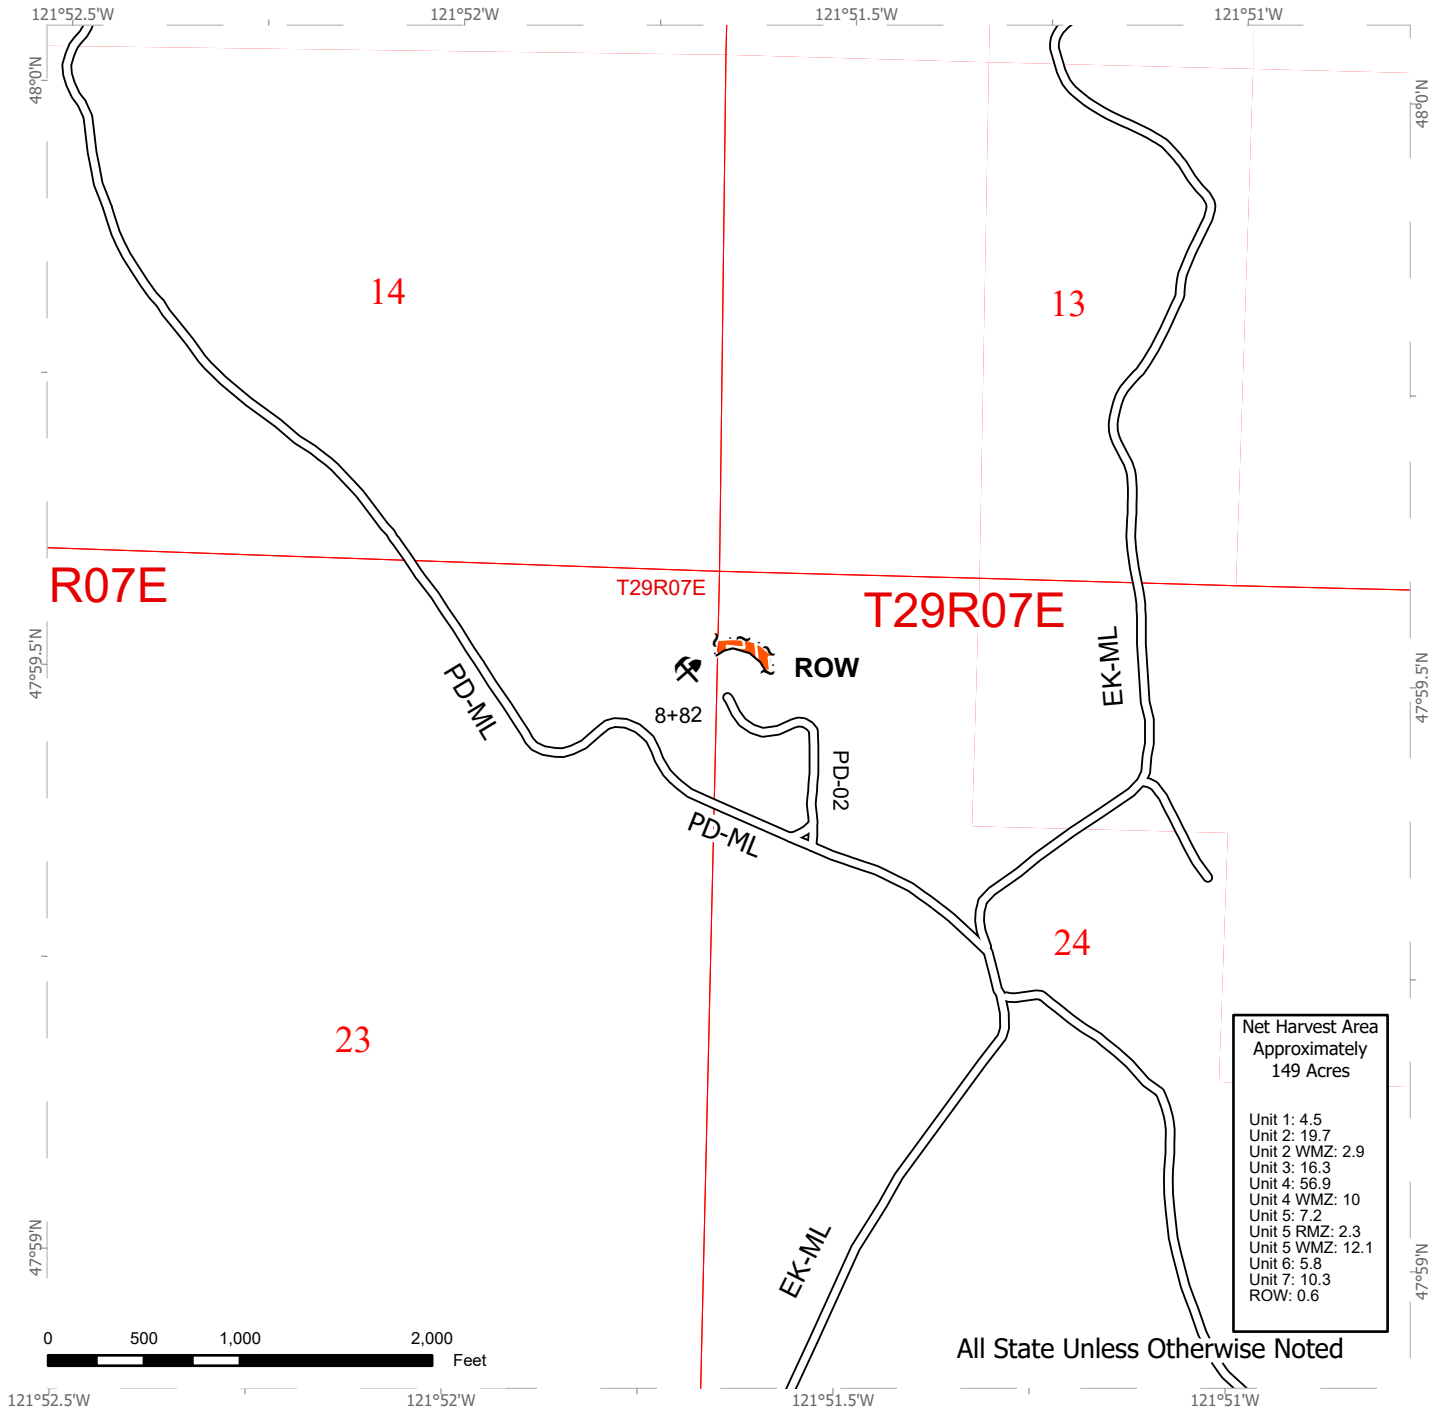 121°52.5'W
121°52'W
121°51.5'W
121°51'W
48°0'N
48°0'N
14
13
R07E
T29R07E
T29R07E
ROW
EK-ML
47°59.5'N
47°59.5'N
PD-ML
8+82
PD-02
PD-ML
24
23
Net Harvest Area
Approximately
149 Acres
Unit 1: 4.5
Unit 2: 19.7
Unit 2 WMZ: 2.9
Unit 3: 16.3
Unit 4: 56.9
Unit 4 WMZ: 10
Unit 5: 7.2
Unit 5 RMZ: 2.3
Unit 5 WMZ: 12.1
Unit 6: 5.8
Unit 7: 10.3
ROW: 0.6
47°59'N
47°59'N
EK-ML
0 500 1,000 2,000
Feet
All State Unless Otherwise Noted
121°52.5'W
121°52'W
121°51.5'W
121°51'W